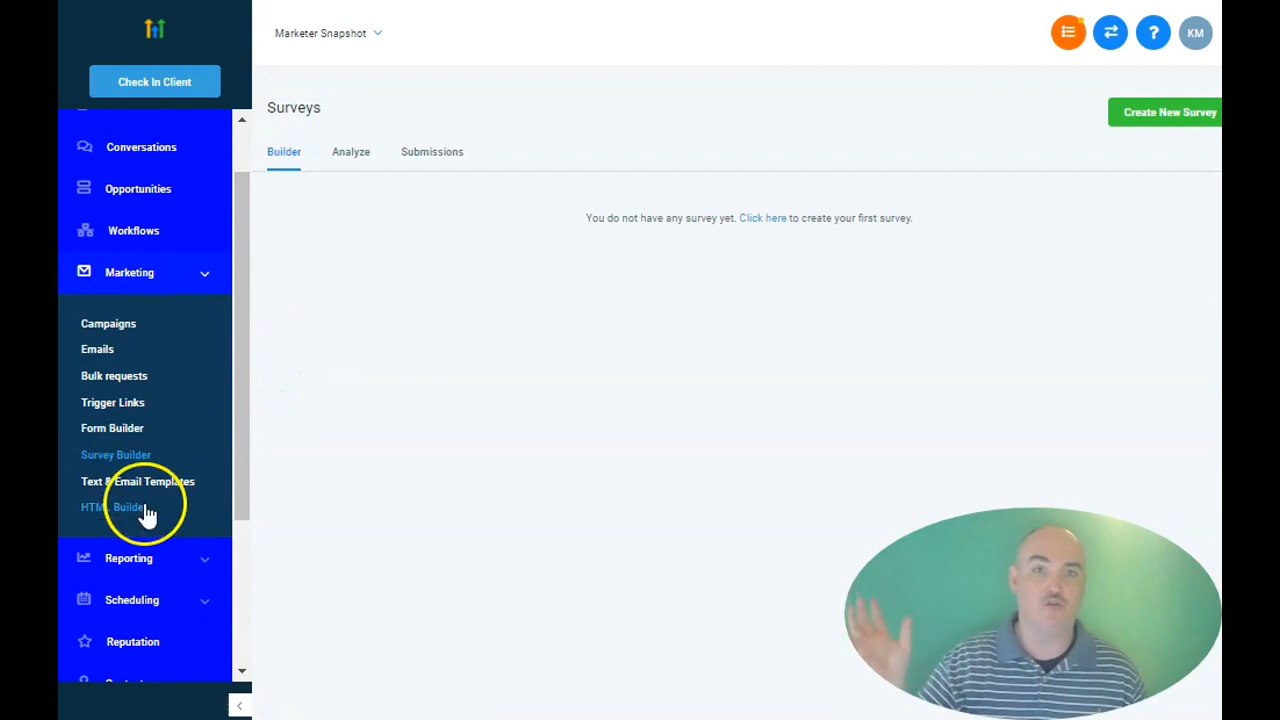 Check In Client
Conversations
Opportunities
Workflows
Marketing
Campaigns
Emails
Bulk requests
Trigger Links
Form Builder
Survey Builder
Text & Email Templates
HTML Builder
Reporting
Scheduling
Reputation
Marketer Snapshot
?
KM
Surveys
Create New Survey
Builder Analyze Submissions
You do not have any survey yet. Click here to create your first survey.